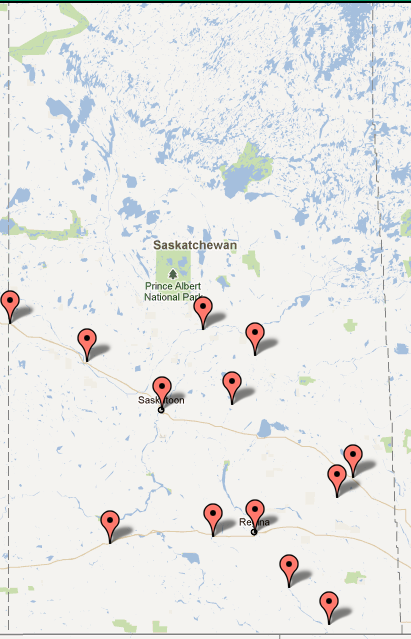 Saskatchewan
Prince Albert
National Park
Saskatoon
Regina